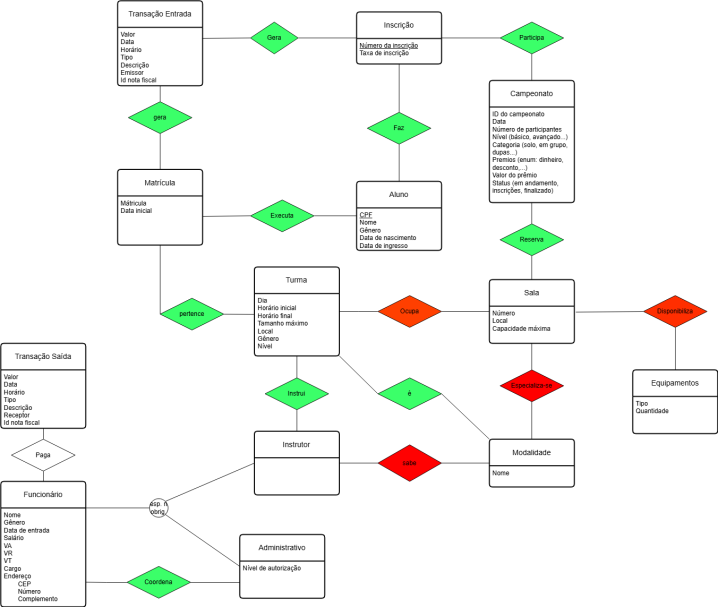 Transação Entrada
Valor
Data
Horário
Tipo
Descrição
Emissor
Id nota fiscal
Gera
Inscrição
Número da inscrição
Taxa de inscrição
Participa
Campeonato
ID do campeonato
Data
Número de participantes
Nível (básico, avançado...)
Categoria (solo, em grupo,
dupas...)
Premios (enum: dinheiro,
desconto,...)
Valor do prêmio
Status (em andamento,
inscrições, finalizado)
gera
Faz
Matrícula
Mátricula
Data inicial
Executa
Aluno
CPF
Nome
Gênero
Data de nascimento
Data de ingresso
Reserva
pertence
Turma
Dia
Horário inicial
Horário final
Tamanho máximo
Local
Gênero
Nível
Ocupa
Sala
Número
Local
Capacidade máxima
Disponibiliza
Transação Saída
Valor
Data
Horário
Tipo
Descrição
Receptor
Id nota fiscal
Instrui
é
Especializa-se
Equipamentos
Tipo
Quantidade
Paga
Instrutor
sabe
Modalidade
Nome
Funcionário
Nome
Gênero
Data de entrada
Salário
VA
VR
VT
Cargo
Endereço
CEP
Número
Complemento
esp. n
obrig.
Administrativo
Nível de autorização
Coordena